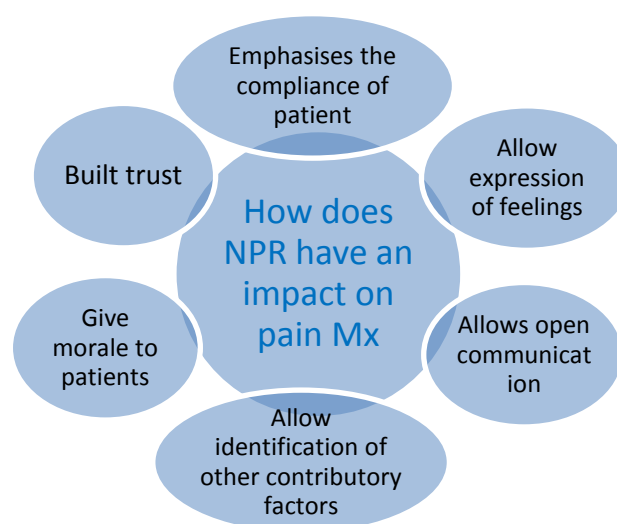 Emphasises the
compliance of
patient
Built trust
Allow
expression
of feelings
How does
NPR have an
impact on
pain Mx
Give
morale to
patients
Allows open
communicat
ion
Allow
identification of
other contributory
factors